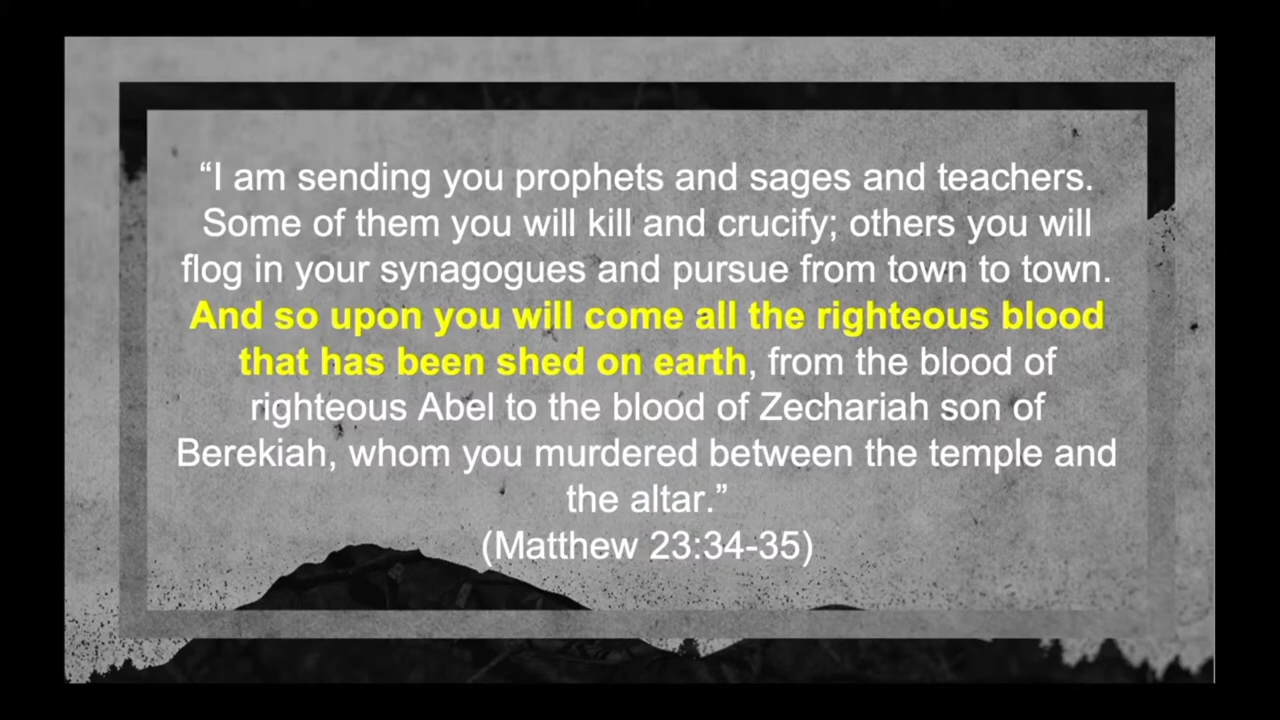 “I am sending you prophets and sages and teachers.
Some of them you will kill and crucify; others you will
flog in your synagogues and pursue from town to town.
And so upon you will come all the righteous blood
that has been shed on earth, from the blood of
righteous Abel to the blood of Zechariah son of
Berekiah, whom you murdered between the temple and
the altar.”
(Matthew 23:34-35)